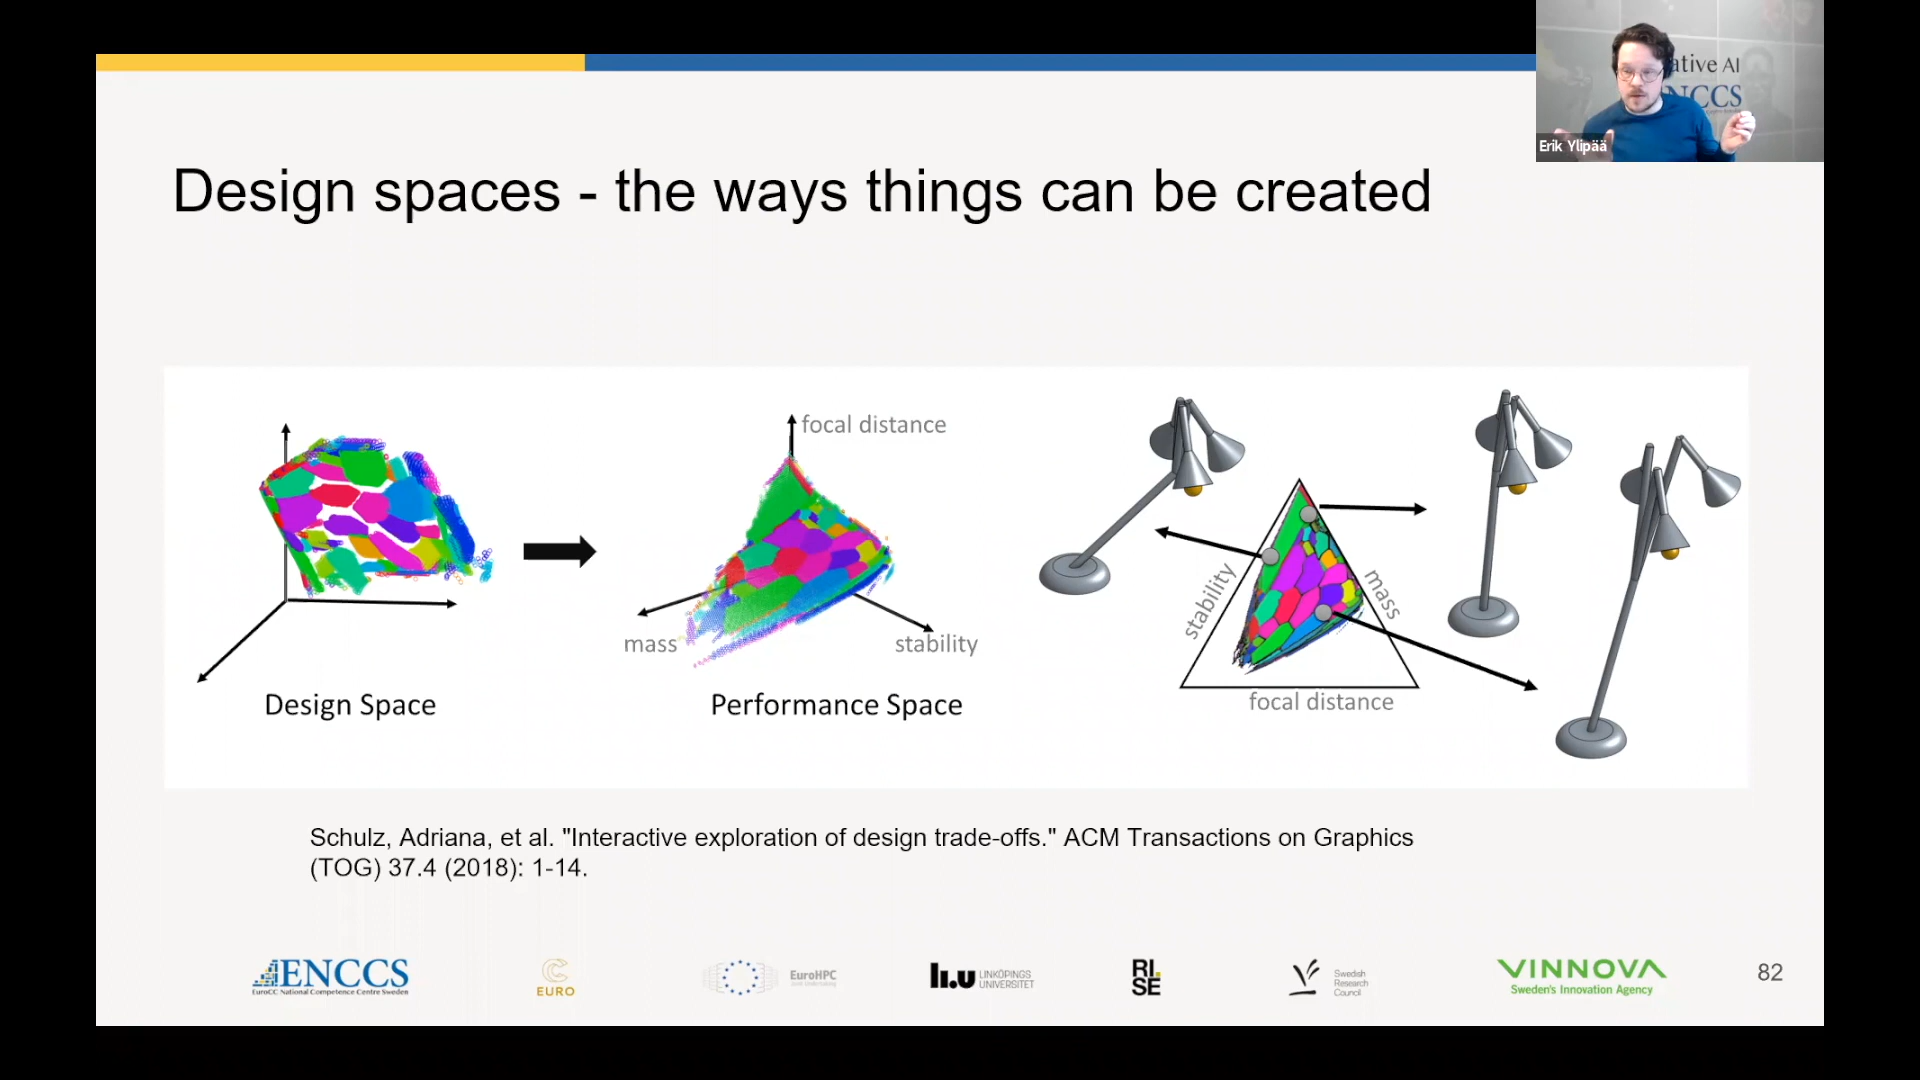 ative AI
NCCS
Erik Ylipää
Design spaces - the ways things can be created
focal distance
mass
stability
Design Space
Performance Space
stability
mass
focal distance
Schulz, Adriana, et al. "Interactive exploration of design trade-offs." ACM Transactions on Graphics
(TOG) 37.4 (2018): 1-14.
ENCCS
EuroCC National Competence Centre Sweden
EURO
EuroHPC
li.u LINKÖPINGS
UNIVERSITET
RI.
SE
Swedish
Research
Council
VINNOVA
Sweden's Innovation Agency
82